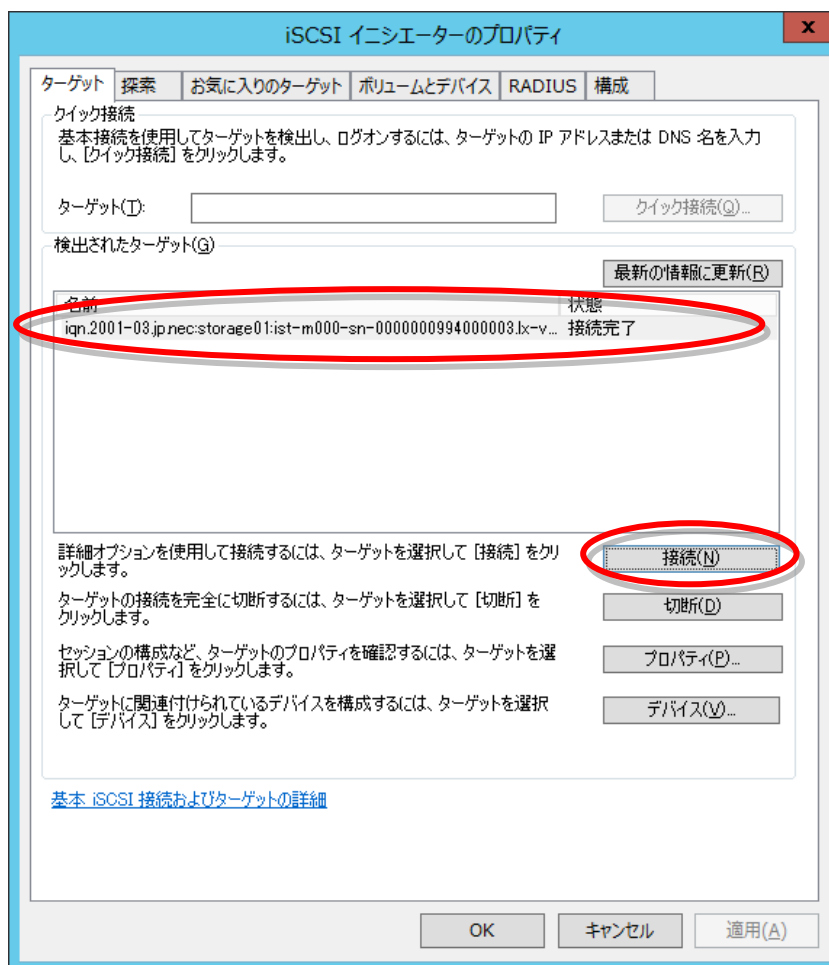 iSCSI イニシエーターのプロパティ
x
ターゲット 探索 お気に入りのターゲット ボリュームとデバイス RADIUS 構成
クイック接続
基本接続を使用してターゲットを検出し、ログオンするには、ターゲットの IP アドレスまたは DNS 名を入力
し、[クイック接続] をクリックします。
ターゲット(T): クイック接続(Q)...
検出されたターゲット(G)
最新の情報に更新(R)
名前 状態
iqn.2001-03.jp.nec:storage01:ist-m000-sn-0000000994000003.lx-v... 接続完了
詳細オプションを使用して接続するには、ターゲットを選択して [接続] をクリ
ックします。
接続(N)
ターゲットの接続を完全に切断するには、ターゲットを選択して [切断] を
クリックします。
切断(D)
セッションの構成など、ターゲットのプロパティを確認するには、ターゲットを選
択して [プロパティ] をクリックします。
プロパティ(P)...
ターゲットに関連付けられているデバイスを構成するには、ターゲットを選択
して [デバイス] をクリックします。
デバイス(V)...
基本 iSCSI 接続およびターゲットの詳細
OK キャンセル 適用(A)